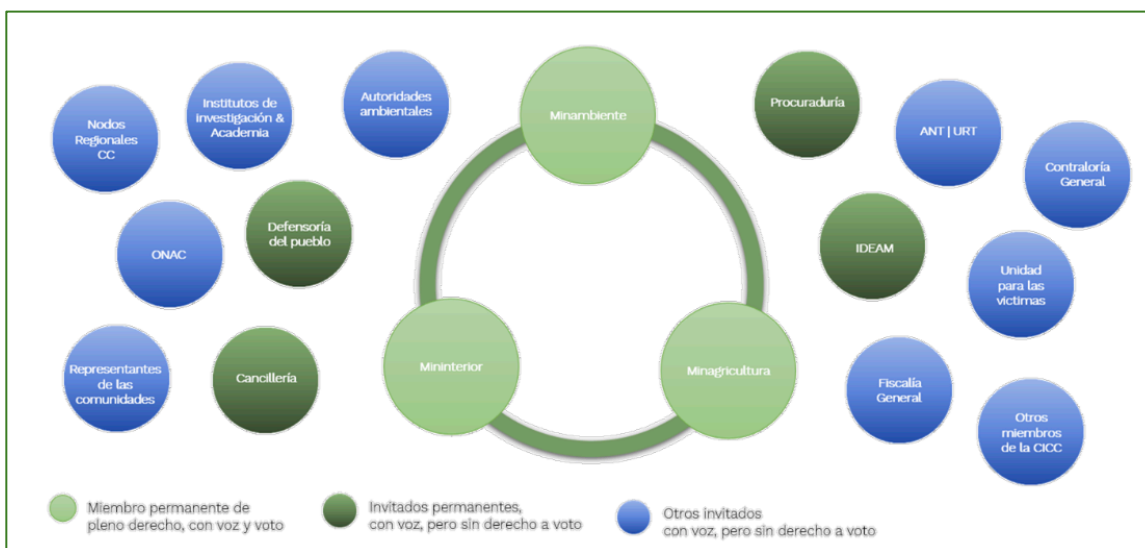 Nodos
Regionales
CC
Institutos de
investigación &
Academia
Autoridades
ambientales
Minambiente
Procuraduría
ANT | URT
Contraloría
General
ONAC
Defensoría
del pueblo
IDEAM
Unidad
para las
víctimas
Representantes
de las
comunidades
Cancillería
Mininterior
Minagricultura
Fiscalía
General
Otros
miembros
de la CICC
Miembro permanente de
pleno derecho, con voz y voto
Invitados permanentes,
con voz, pero sin derecho a voto
Otros invitados
con voz, pero sin derecho a voto